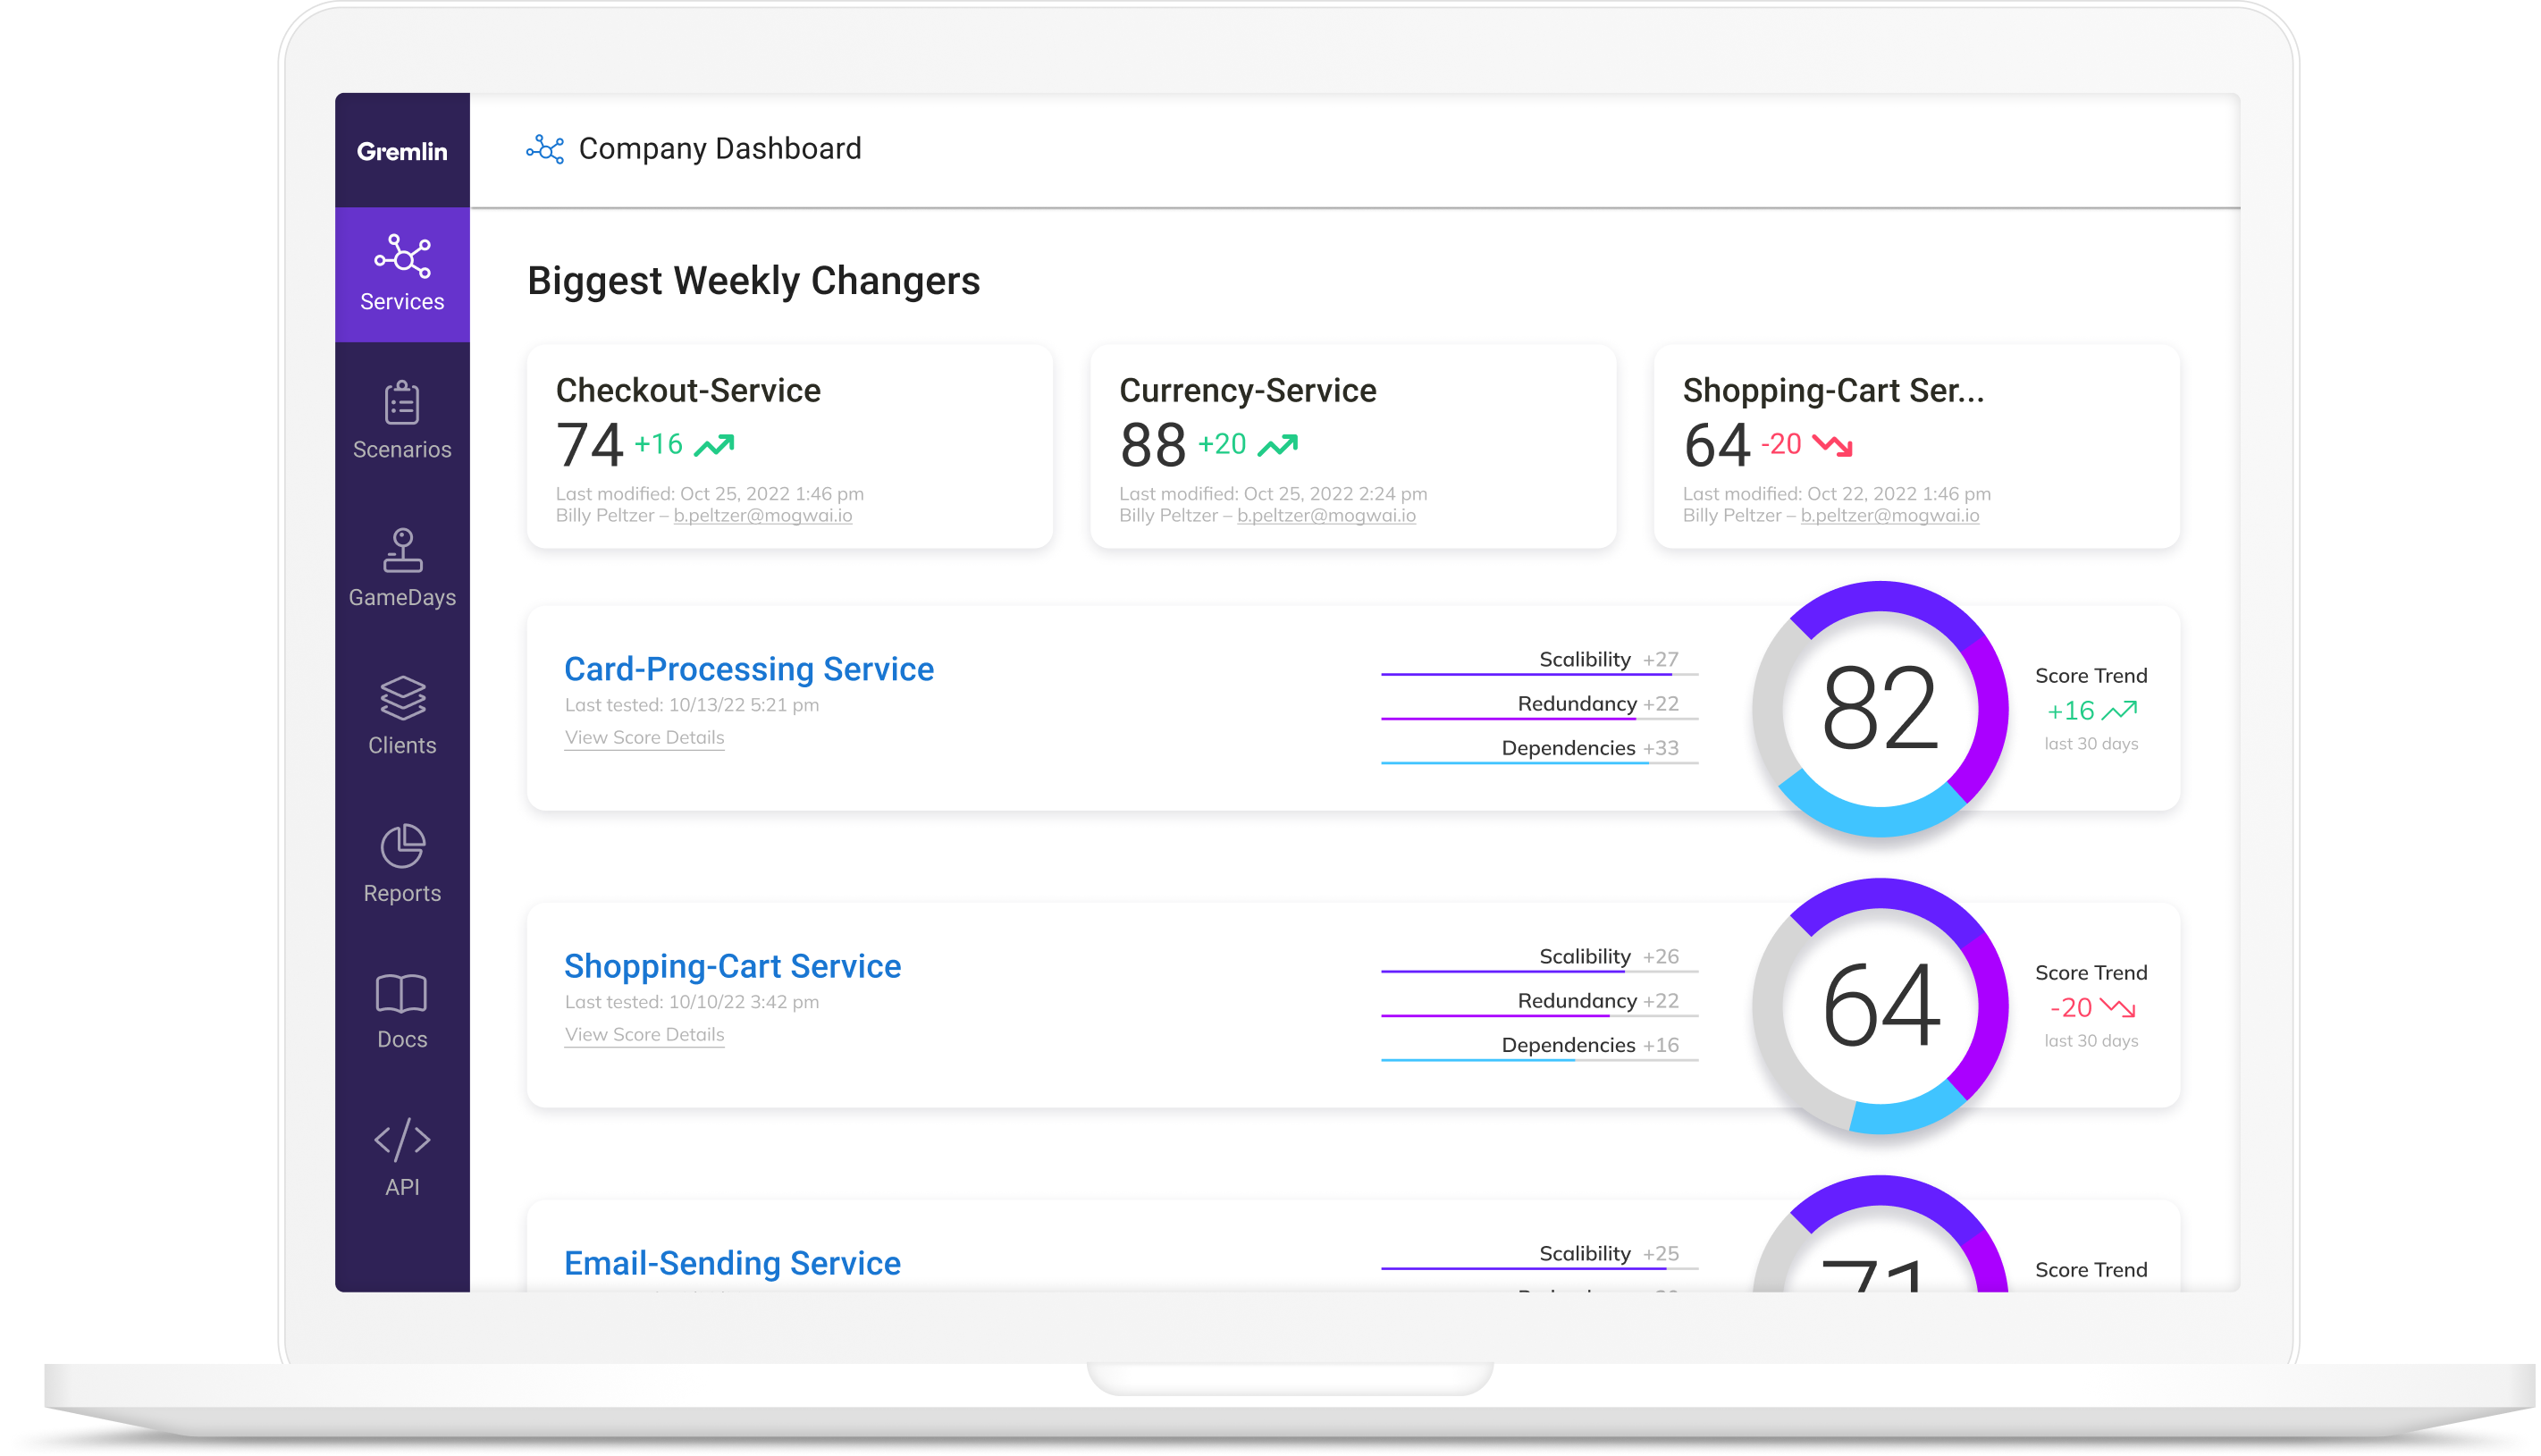 Gremlin
Company Dashboard
Services
Scenarios
GameDays
Clients
Reports
Docs
API
Biggest Weekly Changers
Checkout-Service
74 +16
Last modified: Oct 25, 2022 1:46 pm
Billy Peltzer – b.peltzer@mogwai.io
Currency-Service
88 +20
Last modified: Oct 25, 2022 2:24 pm
Billy Peltzer – b.peltzer@mogwai.io
Shopping-Cart Ser...
64 -20
Last modified: Oct 22, 2022 1:46 pm
Billy Peltzer – b.peltzer@mogwai.io
Card-Processing Service
Last tested: 10/13/22 5:21 pm
View Score Details
Scalibility +27
Redundancy +22
Dependencies +33
82
Score Trend
+16
last 30 days
Shopping-Cart Service
Last tested: 10/10/22 3:42 pm
View Score Details
Scalibility +26
Redundancy +22
Dependencies +16
64
Score Trend
-20
last 30 days
Email-Sending Service
Scalibility +25
71
Score Trend